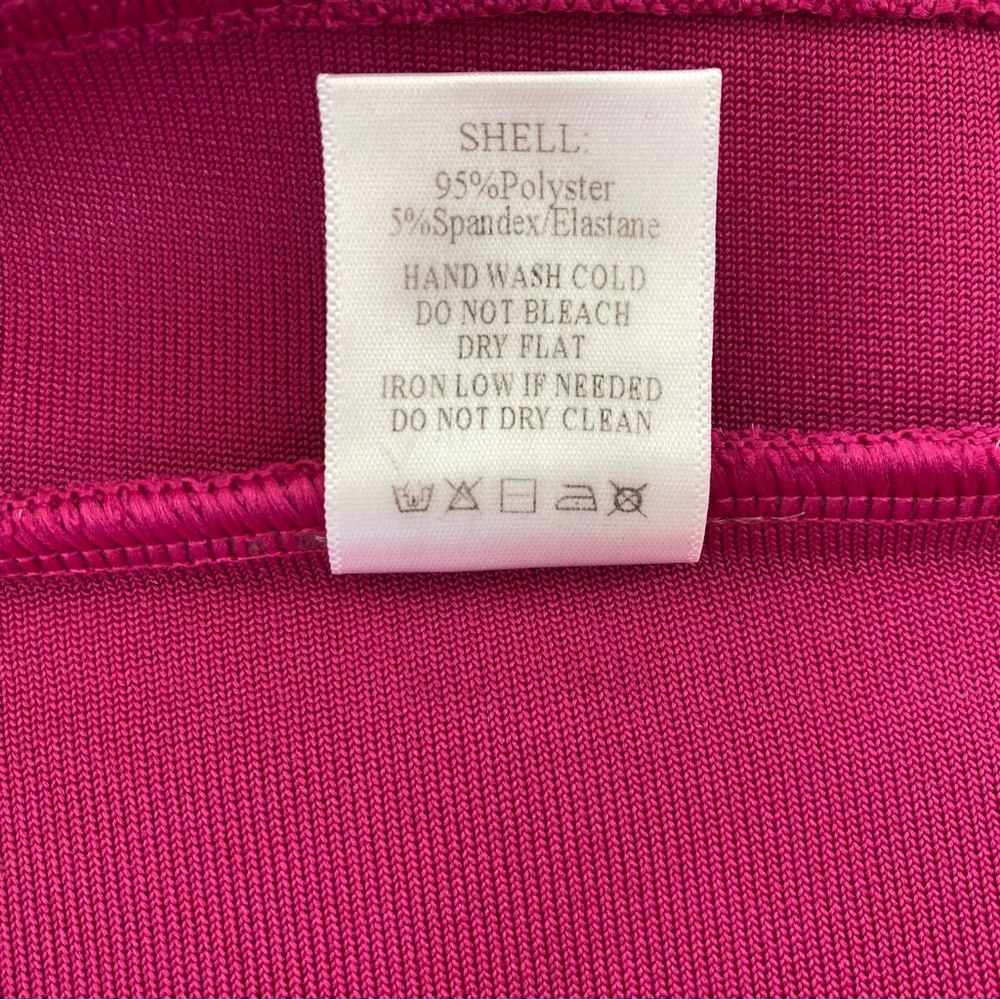 SHELL:
95%Polyster
5%Spandex/Elastane
HAND WASH COLD
DO NOT BLEACH
DRY FLAT
IRON LOW IF NEEDED
DO NOT DRY CLEAN